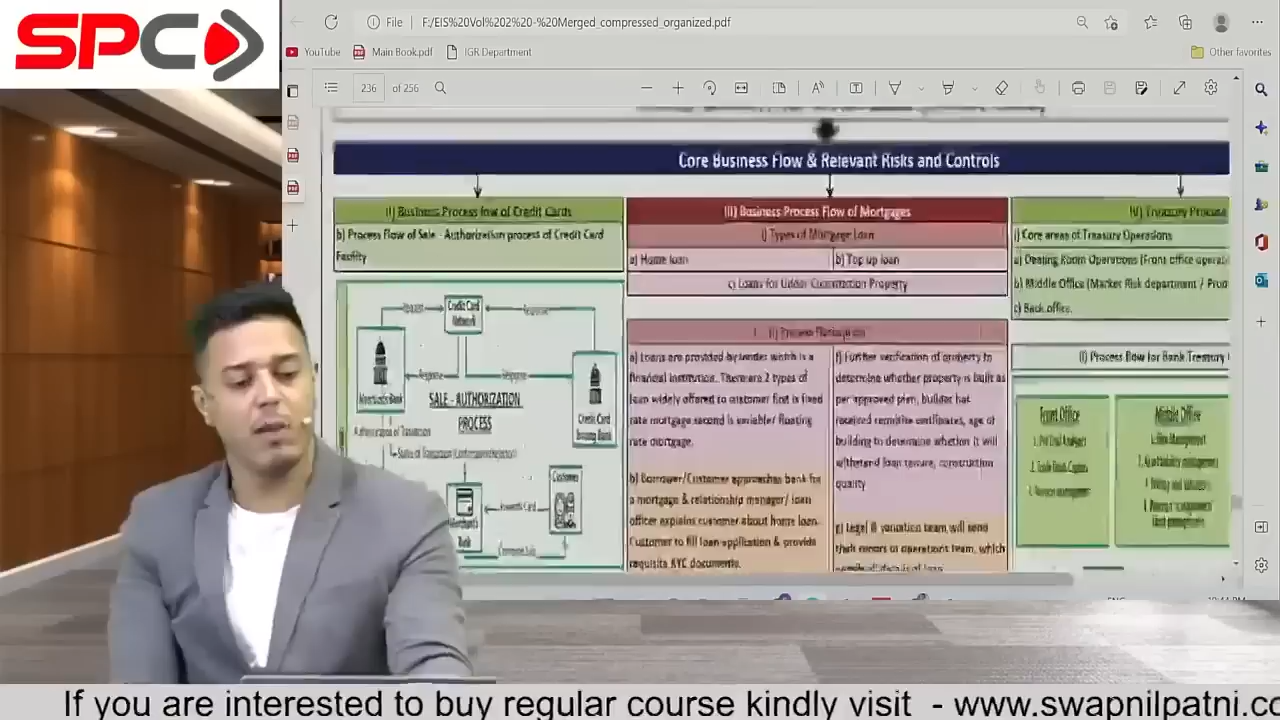 SPC
File F:/EIS%20Vol%202%20-%20Merged_compressed_organized.pdf
YouTube Main Book.pdf IGR Department Other favorites
236 of 256
Core Business Flow & Relevant Risks and Controls
II) Business Process flow of Credit Cards
b) Process Flow of Sale - Authorization process of Credit Card
Facility
Request
Credit Card
Network
Response
Response
Merchant's Bank
SALE - AUTHORIZATION
PROCESS
Credit Card
Issuing Bank
Authorization of Transaction
Customer
Merchant's
Bank
III) Business Process Flow of Mortgages
i) Types of Mortgage Loan
a) Home loan b) Top up loan
c) Loans for Under Construction Property
a) Loans are provided by lender which is a
financial institution. There are 2 types of
loan widely offered to customer first is fixed
rate mortgage second is variable/ floating
rate mortgage.
b) Borrower/Customer approaches bank for
a mortgage & relationship manager/ loan
officer explains customer about home loan.
Customer to fill loan application & provide
requisite KYC documents.
f) Further verification of property to
determine whether property is built as
per approved plan, builder has
received requisite certificates, age of
building to determine whether it will
withstand loan tenure, construction
quality
g) Legal & valuation team will send
their report to operations team, which
IV) Treasury Process
i) Core areas of Treasury Operations
a) Dealing Room Operations (Front office operat
b) Middle Office (Market Risk department / Prod
c) Back office.
ii) Process flow for Bank Treasury
Front Office
Middle Office
ENG
If you are interested to buy regular course kindly visit - www.swapnilpatni.co